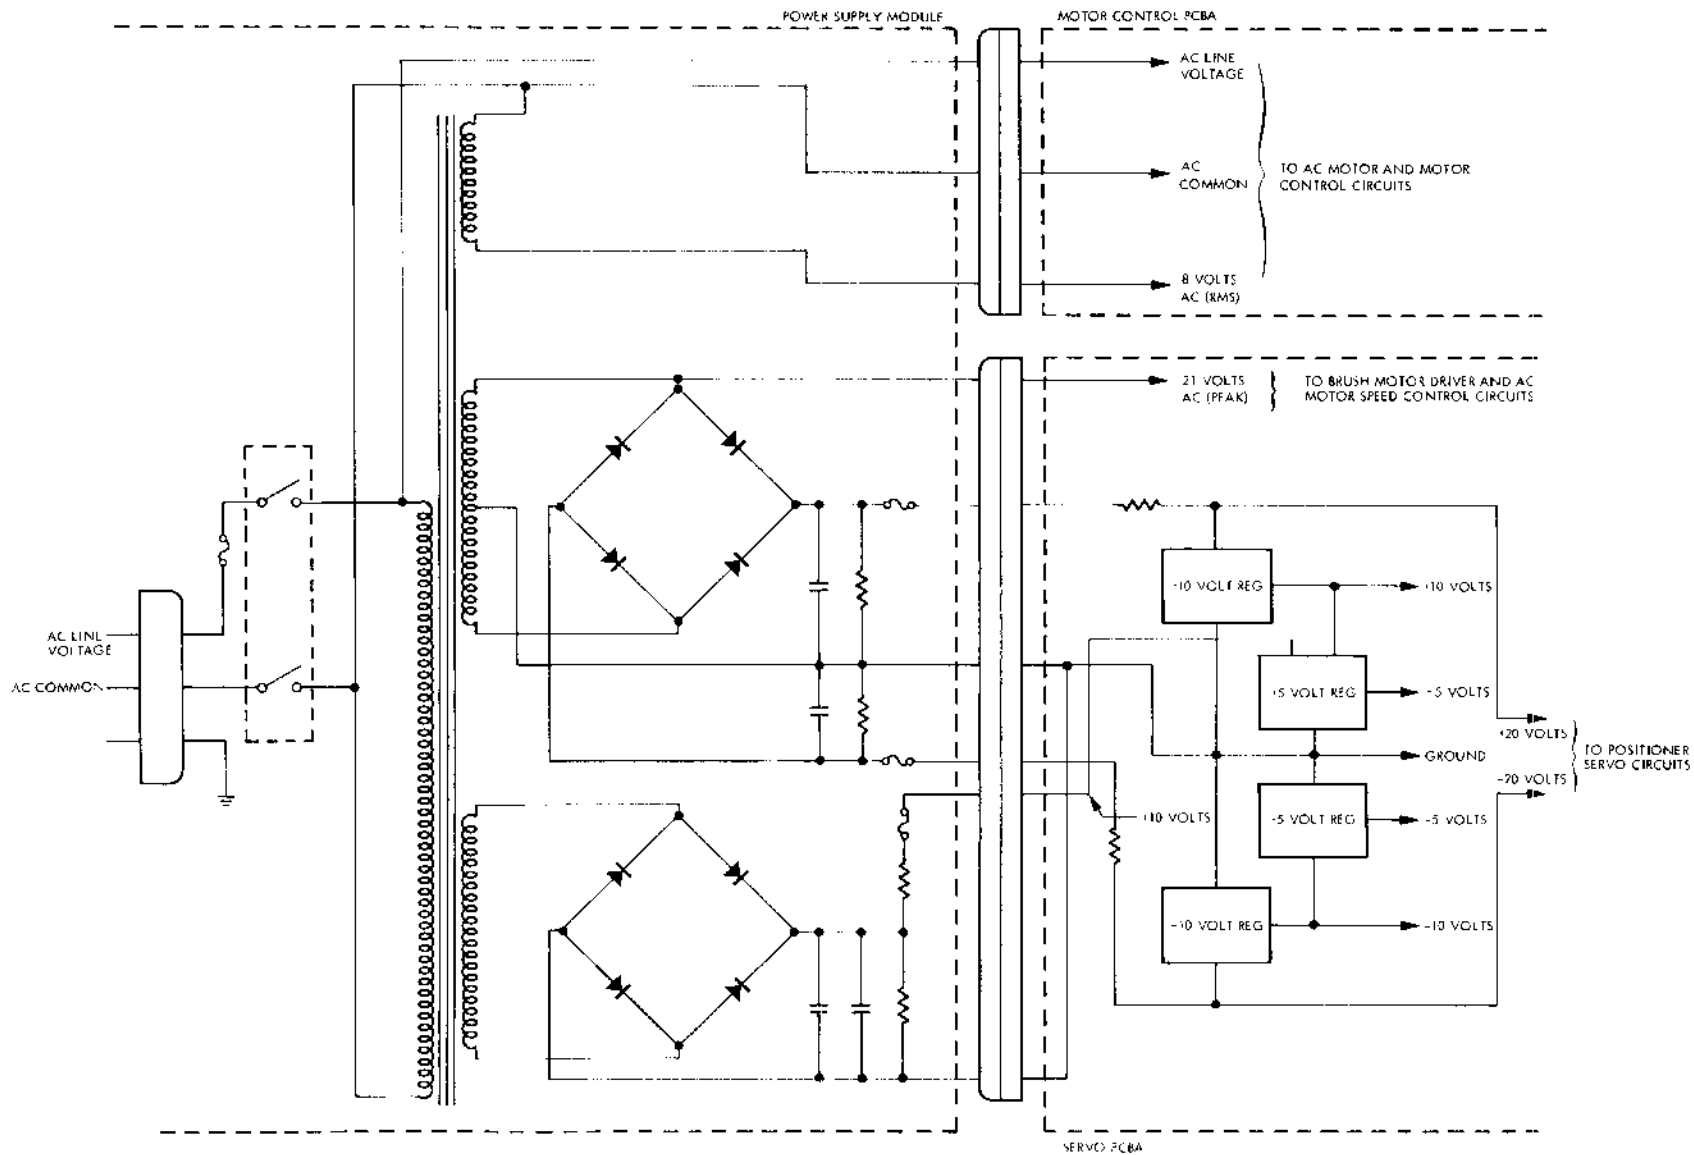 POWER SUPPLY MODULE
MOTOR CONTROL PCBA
AC LINE
VOLTAGE
AC
COMMON
TO AC MOTOR AND MOTOR
CONTROL CIRCUITS
8 VOLTS
AC (RMS)
21 VOLTS
AC (PEAK)
TO BRUSH MOTOR DRIVER AND AC
MOTOR SPEED CONTROL CIRCUITS
AC LINE
VOLTAGE
AC COMMON
+10 VOLT REG
+10 VOLTS
+5 VOLT REG
+5 VOLTS
+20 VOLTS
GROUND
TO POSITIONER
SERVO CIRCUITS
-20 VOLTS
+10 VOLTS
-5 VOLT REG
-5 VOLTS
-10 VOLT REG
-10 VOLTS
SERVO PCBA